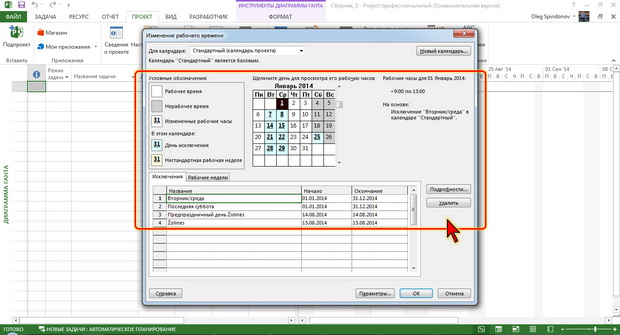 ИНСТРУМЕНТЫ ДИАГРАММЫ ГАНТА
Сборник_3 - Project профессиональный (Ознакомительная версия)
ФАЙЛ ЗАДАЧА РЕСУРС ОТЧЕТ ПРОЕКТ ВИД РАЗРАБОТЧИК ФОРМАТ
Oleg Spiridonov
Подпроект
Магазин
Мои приложения
Сведения о проекте
Вставить
Приложения
Режим задачи
Название задачи
25 Авг '14
01 Сен '14
ДИАГРАММА ГАНТА
Изменение рабочего времени
Для календаря: Стандартный (календарь проекта)
Новый календарь...
Календарь "Стандартный" является базовым.
Условные обозначения:
Рабочее время
Нерабочее время
31 Измененные рабочие часы
В этом календаре:
31 День исключения
31 Нестандартная рабочая неделя
Щелкните день для просмотра его рабочих часов
Январь 2014
Пн Вт Ср Чт Пт Сб Вс
1 2 3 4 5
6 7 8 9 10 11 12
13 14 15 16 17 18 19
20 21 22 23 24 25 26
27 28 29 30 31
Рабочие часы для 01 Январь 2014:
• 9:00 по 13:00
На основе:
Исключение "Вторник/среда" в календаре "Стандартный".
Исключения Рабочие недели
Название Начало Окончание
1 Вторник/среда 01.01.2014 31.12.2014
2 Последняя суббота 01.01.2014 31.12.2014
3 Предпраздничный день Žolinės 14.08.2014 14.08.2014
4 Žolinės 15.08.2014 15.08.2014
Подробности...
Удалить
Справка
Параметры...
ОК
Отмена
ГОТОВО НОВЫЕ ЗАДАЧИ : АВТОМАТИЧЕСКОЕ ПЛАНИРОВАНИЕ